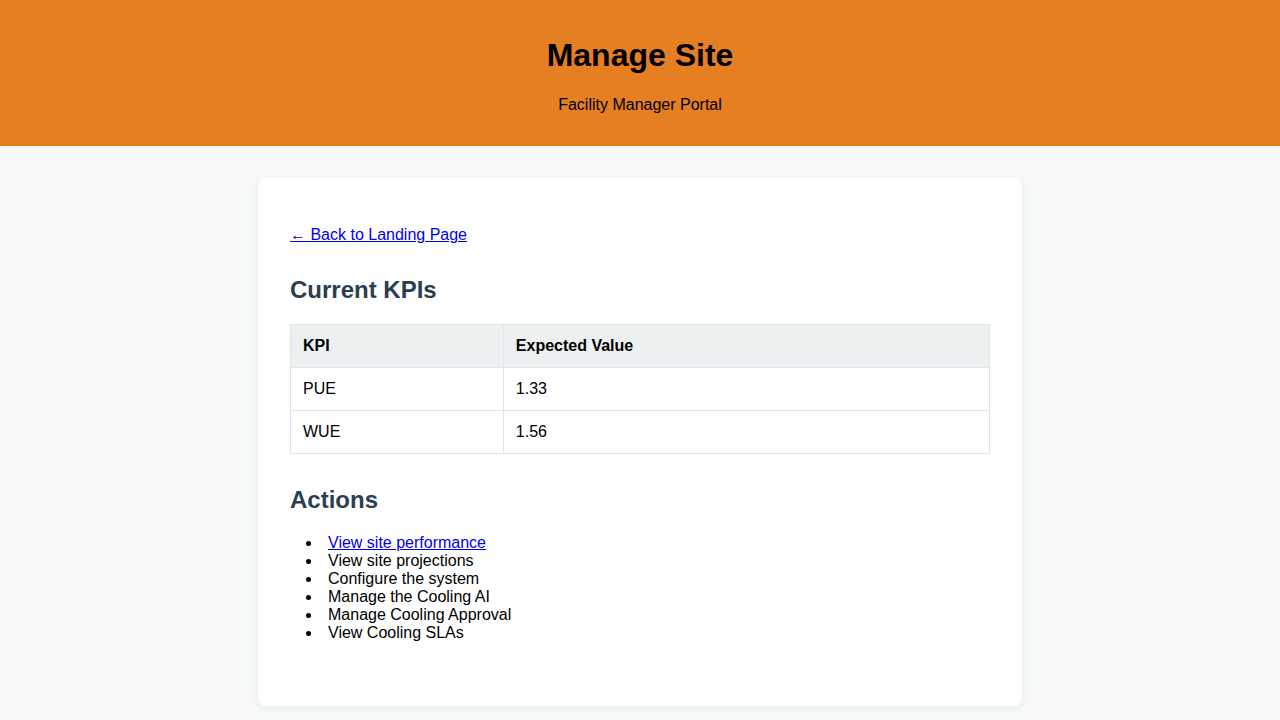 Manage Site
Facility Manager Portal
← Back to Landing Page
Current KPIs
KPI Expected Value
PUE 1.33
WUE 1.56
Actions
View site performance
View site projections
Configure the system
Manage the Cooling AI
Manage Cooling Approval
View Cooling SLAs